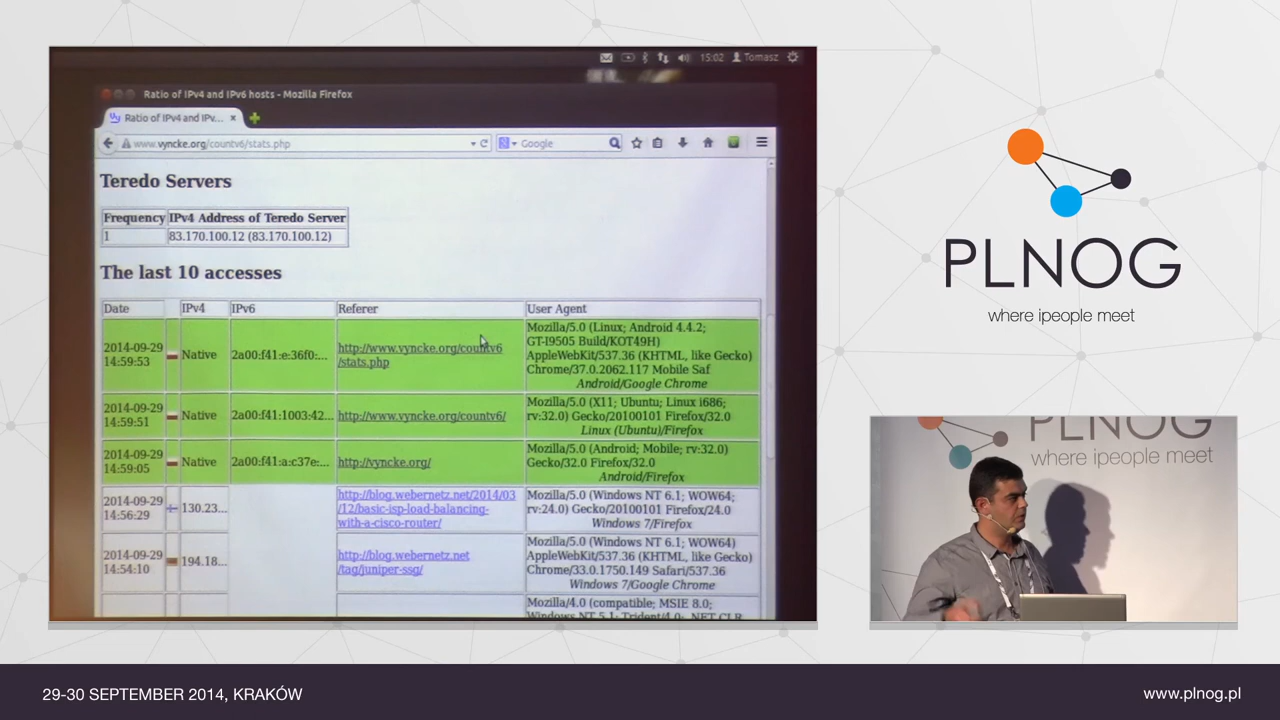 15:02 Tomasz
Ratio of IPv4 and IPv6 hosts - Mozilla Firefox
Ratio of IPv4 and IPv...
www.vyncke.org/countv6/stats.php
Google
Teredo Servers
Frequency IPv4 Address of Teredo Server
1 83.170.100.12 (83.170.100.12)
The last 10 accesses
Date IPv4 IPv6 Referer User Agent
2014-09-29
14:59:53
Native
2a00:f41:e:36f0:...
http://www.vyncke.org/countv6
/stats.php
Mozilla/5.0 (Linux; Android 4.4.2;
GT-I9505 Build/KOT49H)
AppleWebKit/537.36 (KHTML, like Gecko)
Chrome/37.0.2062.117 Mobile Saf
Android/Google Chrome
2014-09-29
14:59:51
Native
2a00:f41:1003:42...
http://www.vyncke.org/countv6/
Mozilla/5.0 (X11; Ubuntu; Linux i686;
rv:32.0) Gecko/20100101 Firefox/32.0
Linux (Ubuntu)/Firefox
2014-09-29
14:59:05
Native
2a00:f41:a:c37e:...
http://vyncke.org/
Mozilla/5.0 (Android; Mobile; rv:32.0)
Gecko/32.0 Firefox/32.0
Android/Firefox
2014-09-29
14:56:29
130.23...
http://blog.webernetz.net/2014/03
/12/basic-isp-load-balancing-
with-a-cisco-router/
Mozilla/5.0 (Windows NT 6.1; WOW64;
rv:24.0) Gecko/20100101 Firefox/24.0
Windows 7/Firefox
2014-09-29
14:54:10
194.18...
http://blog.webernetz.net
/tag/juniper-ssg/
Mozilla/5.0 (Windows NT 6.1; WOW64)
AppleWebKit/537.36 (KHTML, like Gecko)
Chrome/33.0.1750.149 Safari/537.36
Windows 7/Google Chrome
Mozilla/4.0 (compatible; MSIE 8.0;
Windows NT 5.1; Trident/4.0; .NET CLR
PLNOG
where ipeople meet
PLNOG
where ipeople meet
29-30 SEPTEMBER 2014, KRAKÓW
www.plnog.pl